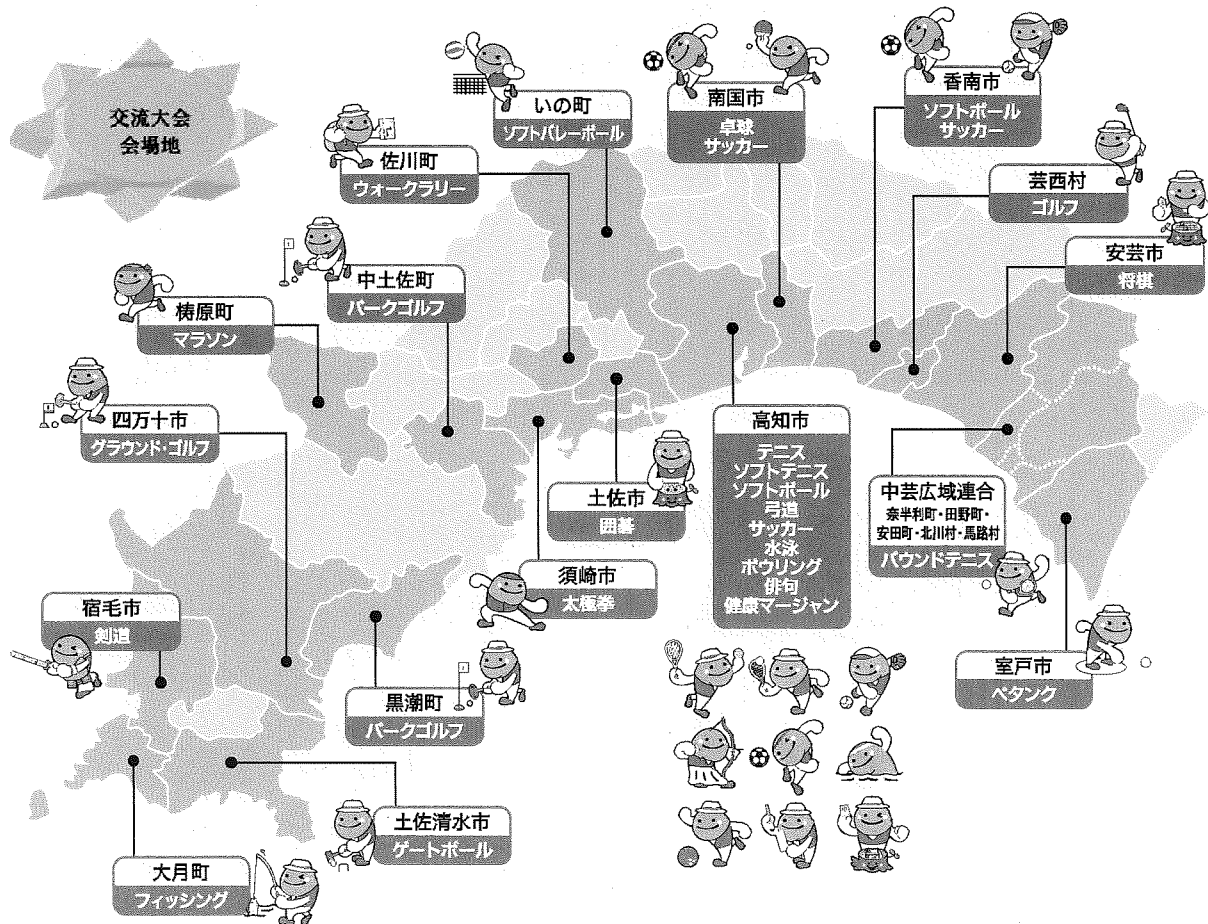 交流大会
会場地
いの町
ソフトバレーボール
南国市
卓球
サッカー
香南市
ソフトボール
サッカー
佐川町
ウォークラリー
芸西村
ゴルフ
安芸市
将棋
中土佐町
パークゴルフ
梼原町
マラソン
四万十市
グラウンド・ゴルフ
高知市
テニス
ソフトテニス
ソフトボール
弓道
サッカー
水泳
ボウリング
俳句
健康マージャン
土佐市
囲碁
中芸広域連合
奈半利町・田野町・
安田町・北川村・馬路村
バウンドテニス
須崎市
太極拳
宿毛市
剣道
室戸市
ペタンク
黒潮町
パークゴルフ
土佐清水市
ゲートボール
大月町
フィッシング